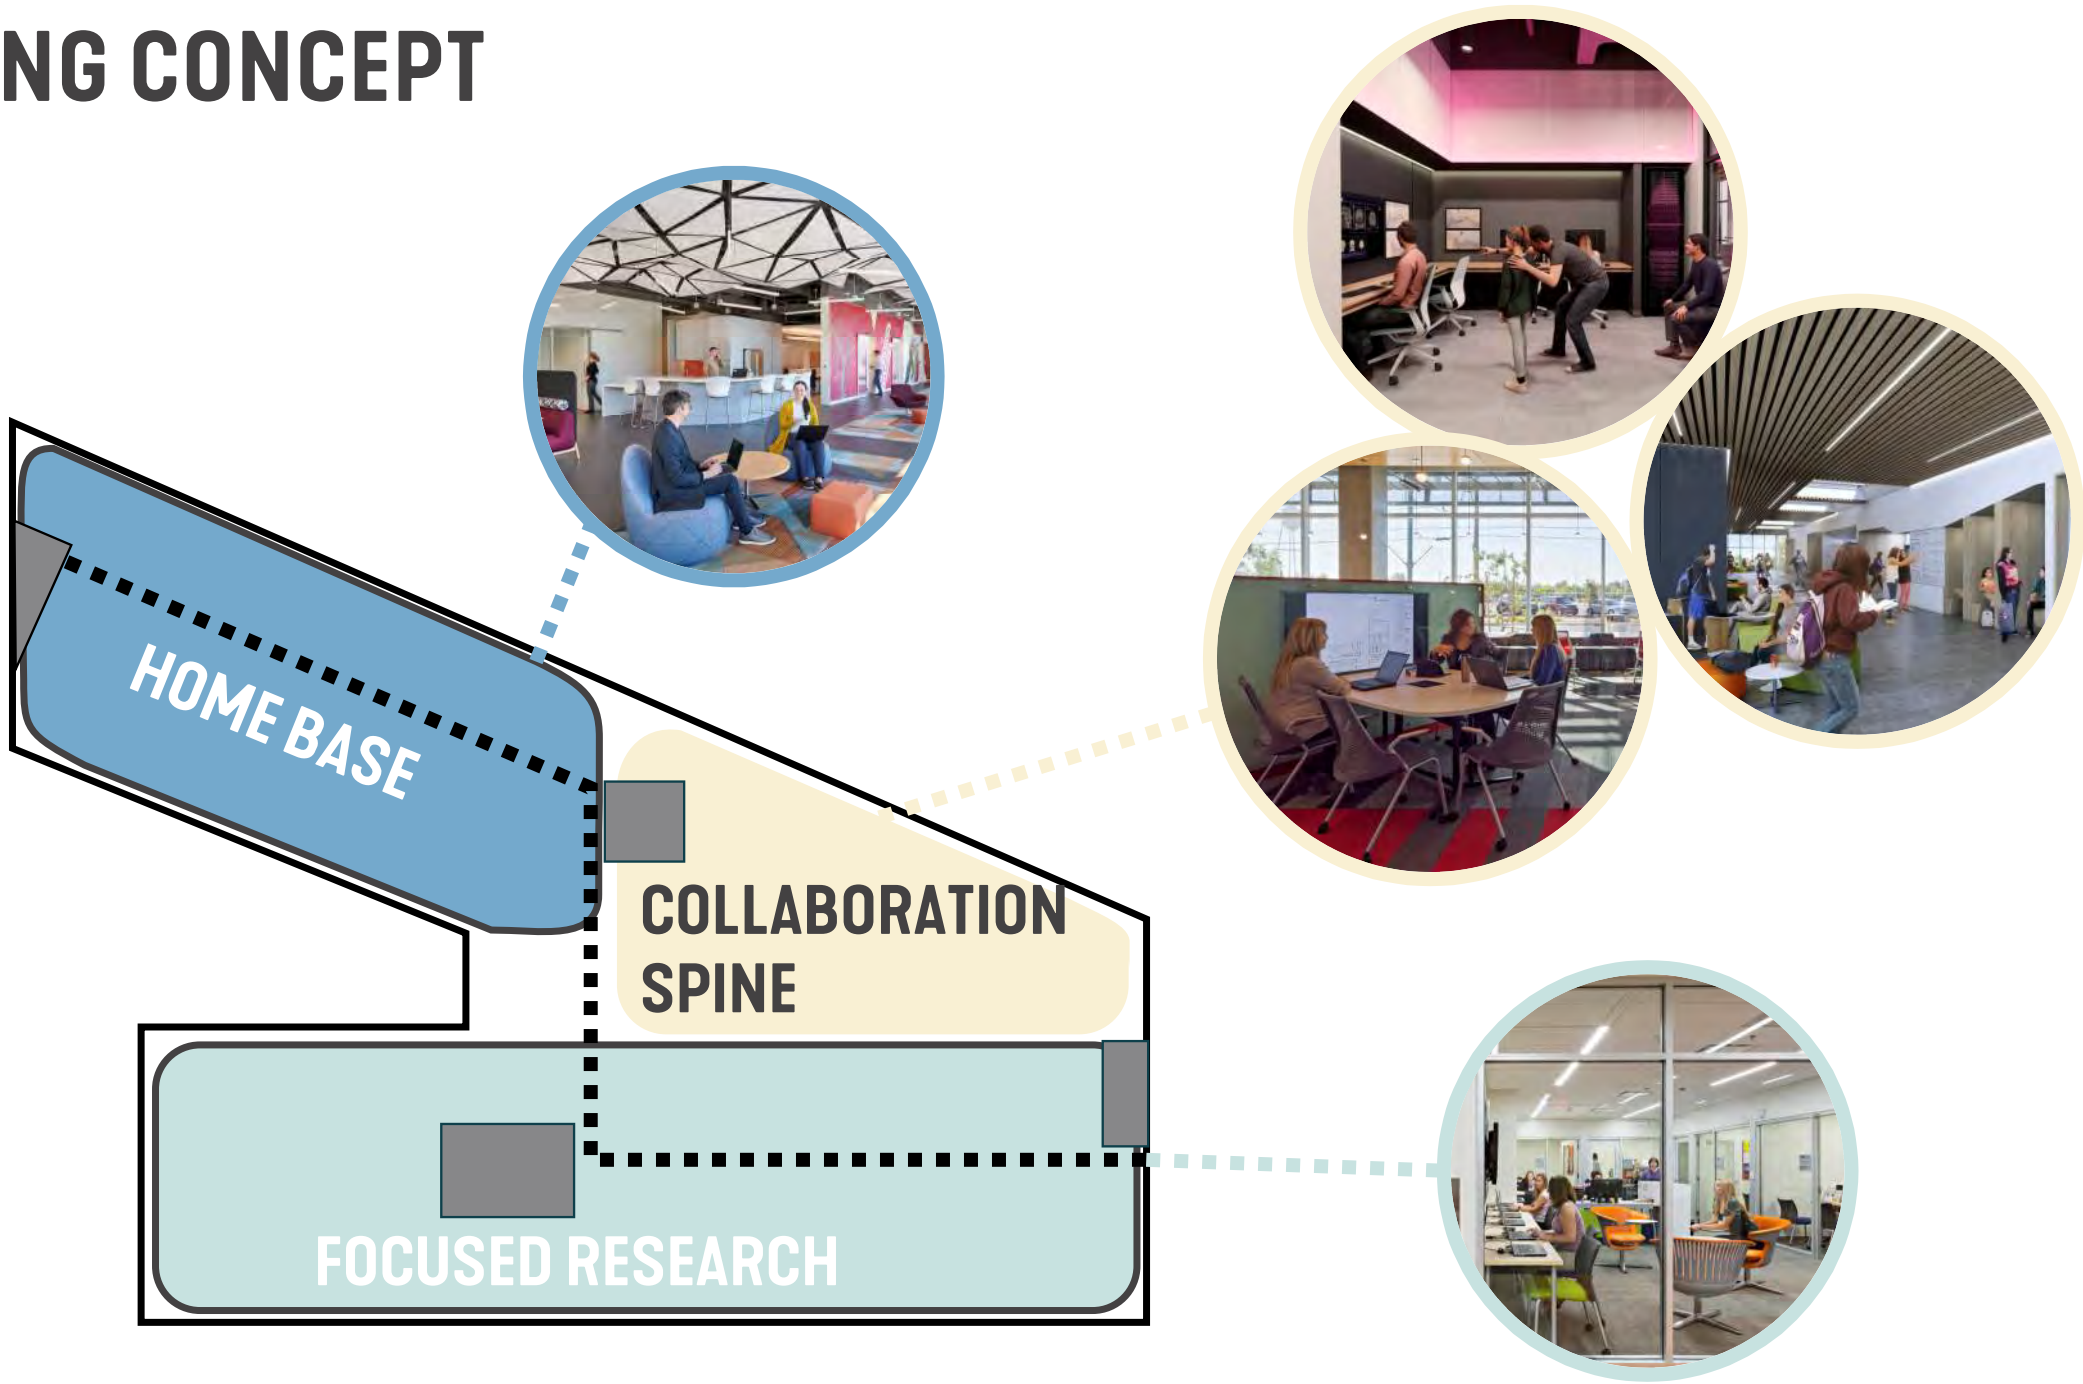 NG CONCEPT
HOME BASE
COLLABORATION
SPINE
FOCUSED RESEARCH